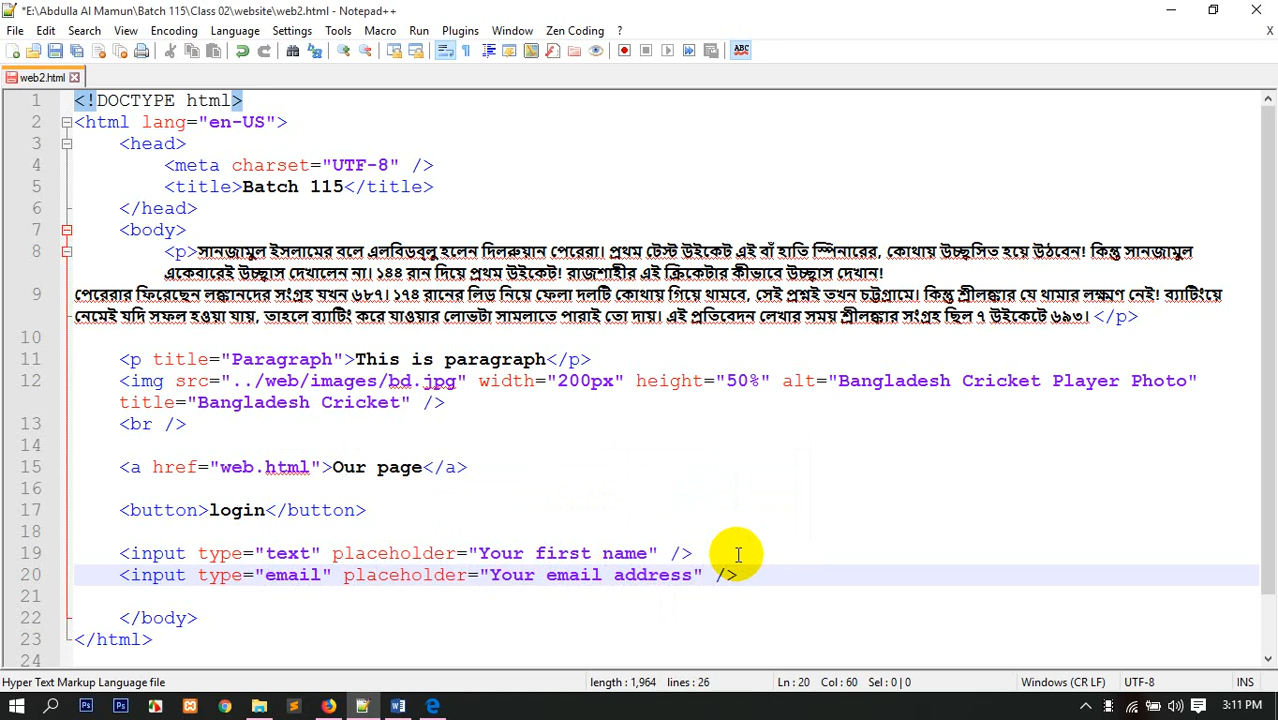 *E:\Abdulla Al Mamun\Batch 115\Class 02\website\web2.html - Notepad++
File Edit Search View Encoding Language Settings Tools Macro Run Plugins Window Zen Coding ? X
ABC
web2.html
1 <!DOCTYPE html>
2 <html lang="en-US">
3 <head>
4 <meta charset="UTF-8" />
5 <title>Batch 115</title>
6 </head>
7 <body>
8 <p>সানজামুল ইসলামের বলে এলবিডব্লু হলেন দিলরুয়ান পেরেরা। প্রথম টেস্ট উইকেট এই বাঁ হাতি স্পিনারের, কোথায় উচ্ছ্বসিত হয়ে উঠবেন! কিন্তু সানজামুল
একেবারেই উচ্ছ্বাস দেখালেন না। ১৪৪ রান দিয়ে প্রথম উইকেট! রাজশাহীর এই ক্রিকেটার কীভাবে উচ্ছ্বাস দেখান!
9 পেরেরার ফিরেছেন লঙ্কানদের সংগ্রহ যখন ৬৮৭। ১৭৪ রানের লিড নিয়ে ফেলা দলটি কোথায় গিয়ে থামবে, সেই প্রশ্নই তখন চট্টগ্রামে। কিন্তু শ্রীলঙ্কার যে থামার লক্ষণ নেই! ব্যাটিংয়ে
নেমেই যদি সফল হওয়া যায়, তাহলে ব্যাটিং করে যাওয়ার লোভটা সামলাতে পারাই তো দায়। এই প্রতিবেদন লেখার সময় শ্রীলঙ্কার সংগ্রহ ছিল ৭ উইকেটে ৬৯৩। </p>
10
11 <p title="Paragraph">This is paragraph</p>
12 <img src="../web/images/bd.jpg" width="200px" height="50%" alt="Bangladesh Cricket Player Photo"
title="Bangladesh Cricket" />
13 <br />
14
15 <a href="web.html">Our page</a>
16
17 <button>login</button>
18
19 <input type="text" placeholder="Your first name" />
20 <input type="email" placeholder="Your email address" />
21
22 </body>
23 </html>
24
Hyper Text Markup Language file length : 1,964 lines : 26 Ln : 20 Col : 60 Sel : 0 | 0 Windows (CR LF) UTF-8 INS
Ps Ps 3:11 PM